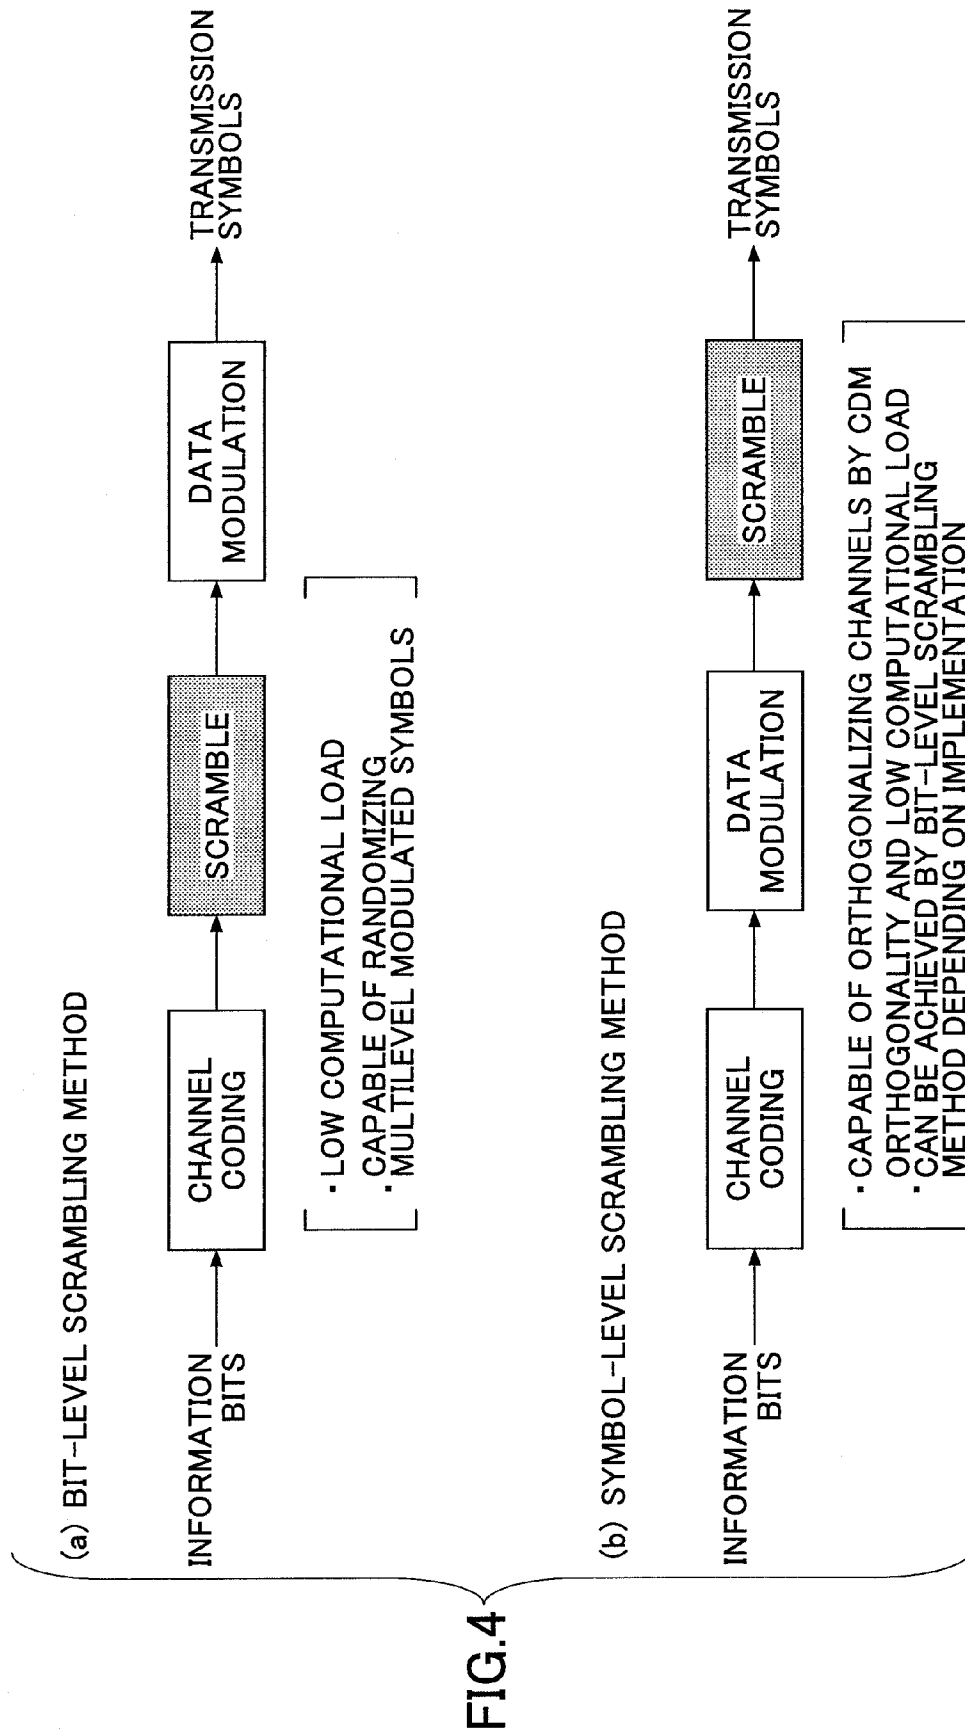 FIG.4
(a) BIT-LEVEL SCRAMBLING METHOD
INFORMATION
BITS
CHANNEL
CODING
SCRAMBLE
DATA
MODULATION
TRANSMISSION
SYMBOLS
・LOW COMPUTATIONAL LOAD
・CAPABLE OF RANDOMIZING
MULTILEVEL MODULATED SYMBOLS
(b) SYMBOL-LEVEL SCRAMBLING METHOD
INFORMATION
BITS
CHANNEL
CODING
DATA
MODULATION
SCRAMBLE
TRANSMISSION
SYMBOLS
・CAPABLE OF ORTHOGONALIZING CHANNELS BY CDM
ORTHOGONALITY AND LOW COMPUTATIONAL LOAD
・CAN BE ACHIEVED BY BIT-LEVEL SCRAMBLING
METHOD DEPENDING ON IMPLEMENTATION